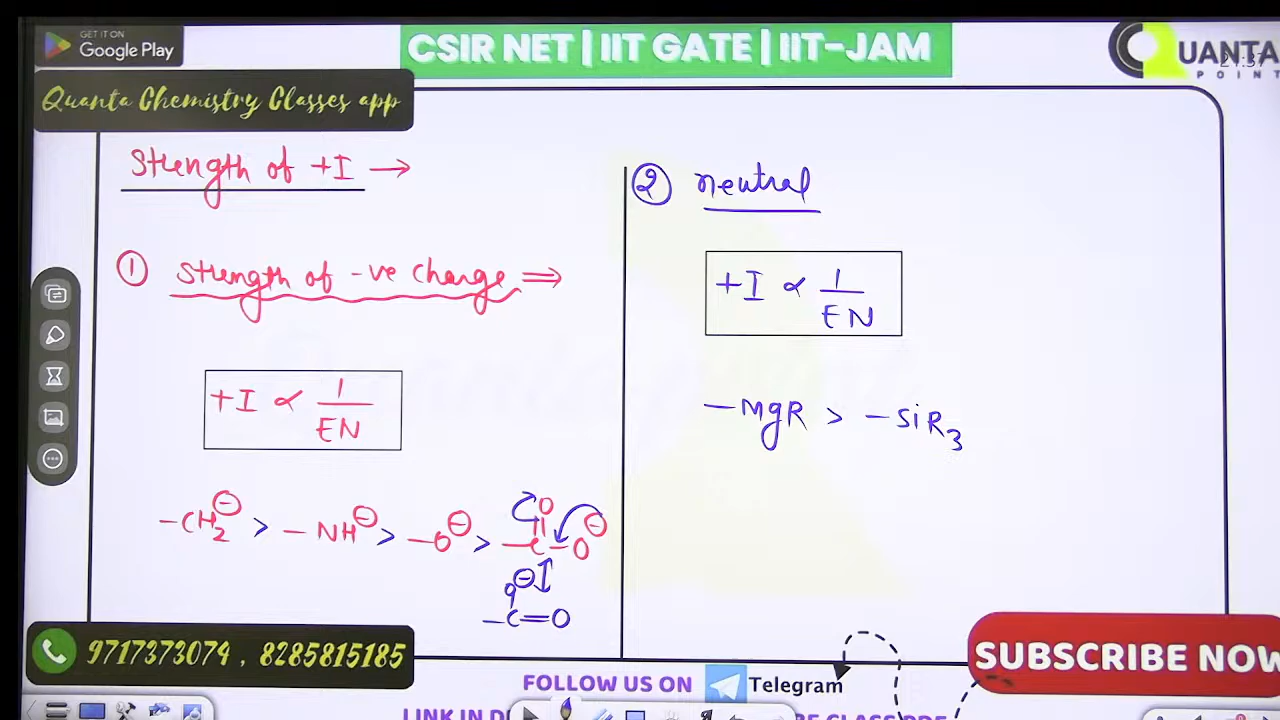 GET IT ON
Google Play
CSIR NET | IIT GATE | IIT-JAM
QUANTA
POINT
Quanta Chemistry Classes app
Strength of +I →
① Strength of -ve charge ⇒
+I ∝ 1/EN
-CH₂⊖ > -NH⊖ > -O⊖ > -C(=O)-O⊖
-C(O⊖)=O
② neutral
+I ∝ 1/EN
-MgR > -SiR₃
9717373074 , 8285815185
SUBSCRIBE NOW
FOLLOW US ON Telegram